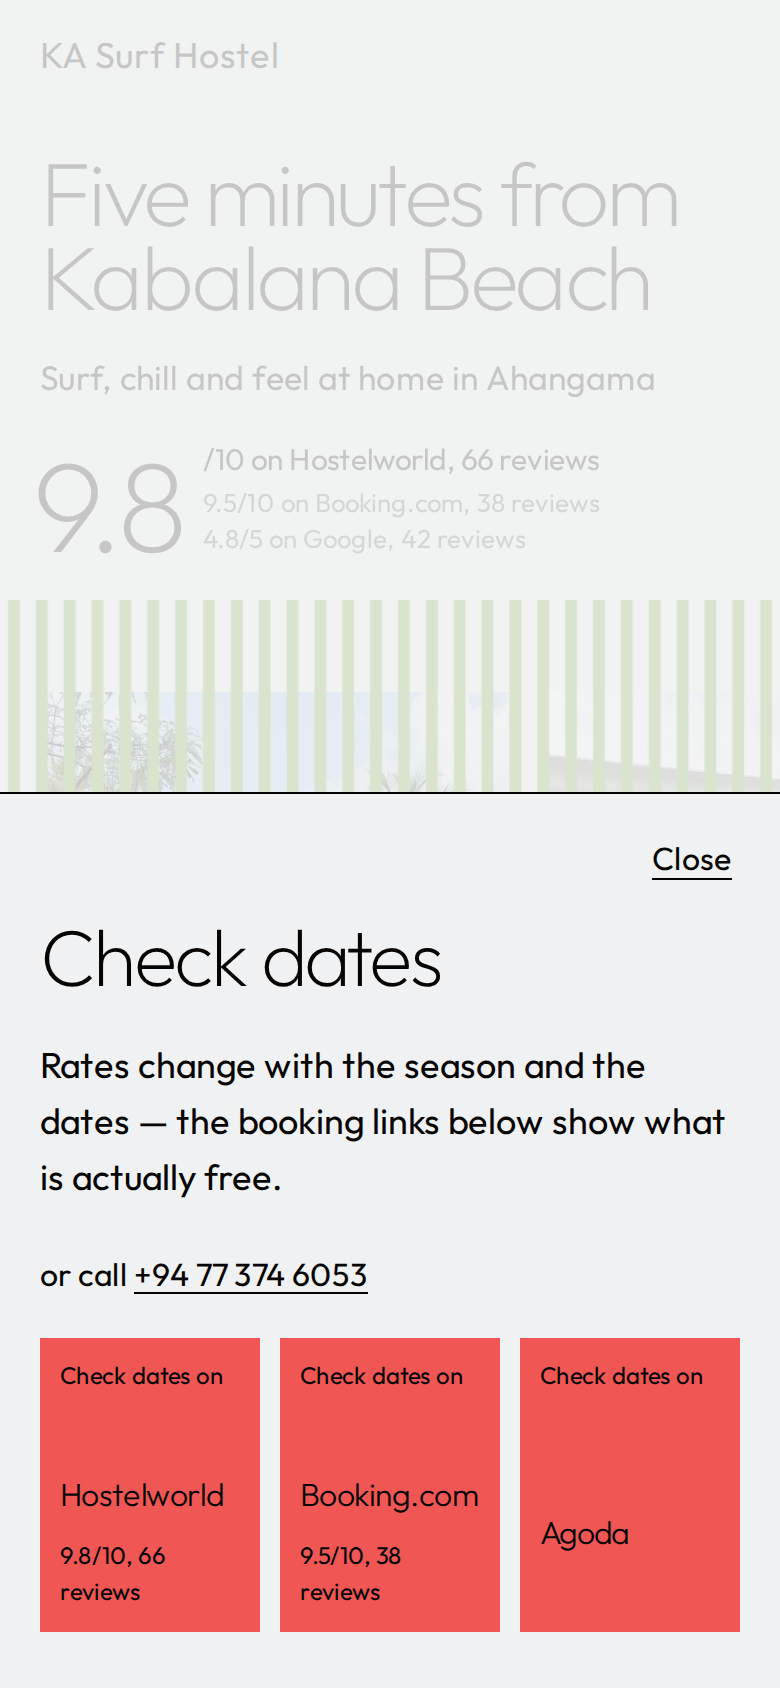 KA Surf Hostel
Five minutes from
Kabalana Beach
Surf, chill and feel at home in Ahangama
9.8
/10 on Hostelworld, 66 reviews
9.5/10 on Booking.com, 38 reviews
4.8/5 on Google, 42 reviews
Close
Check dates
Rates change with the season and the
dates — the booking links below show what
is actually free.
or call +94 77 374 6053
Check dates on
Hostelworld
9.8/10, 66
reviews
Check dates on
Booking.com
9.5/10, 38
reviews
Check dates on
Agoda